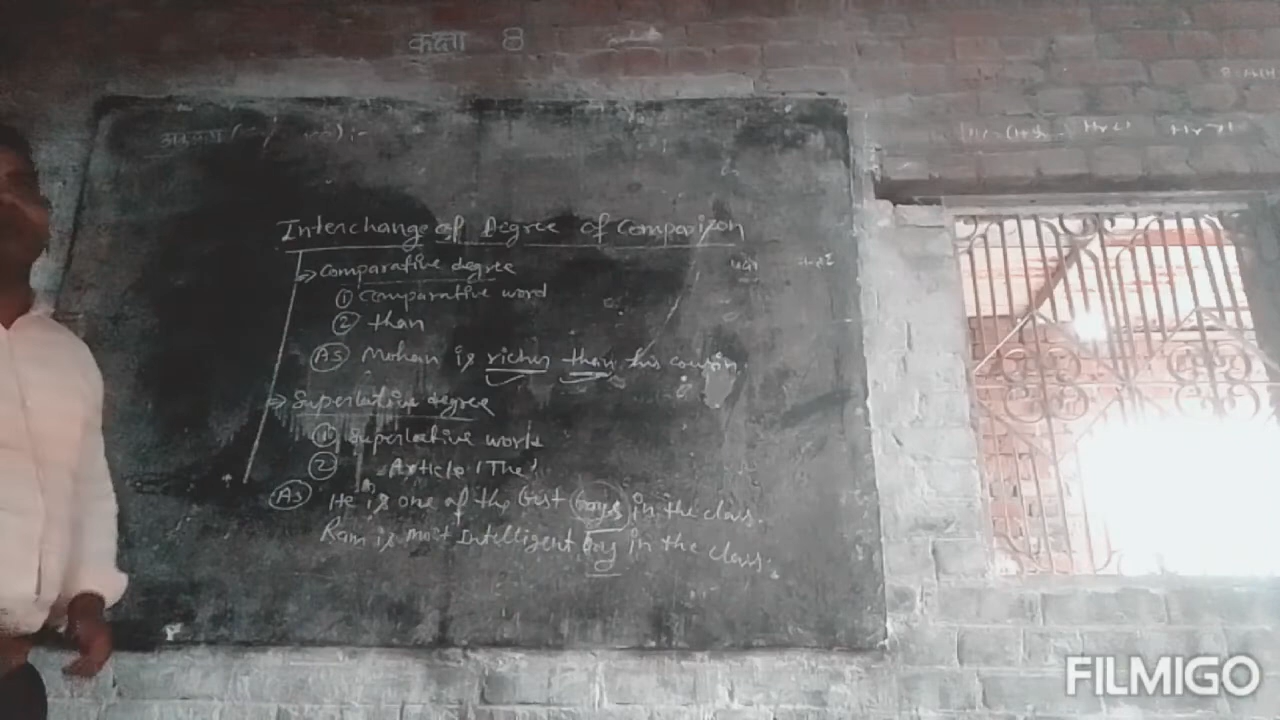 कक्षा 8
Interchange of Degree of Comparizon
Comparative degree
① Comparative word
② than
As Mohan is richer than his cousin.
Superlative degree
① Superlative work
② Article 'The'
As He is one of the best boys in the class.
Ram is most Intelligent boy in the class.
FILMIGO